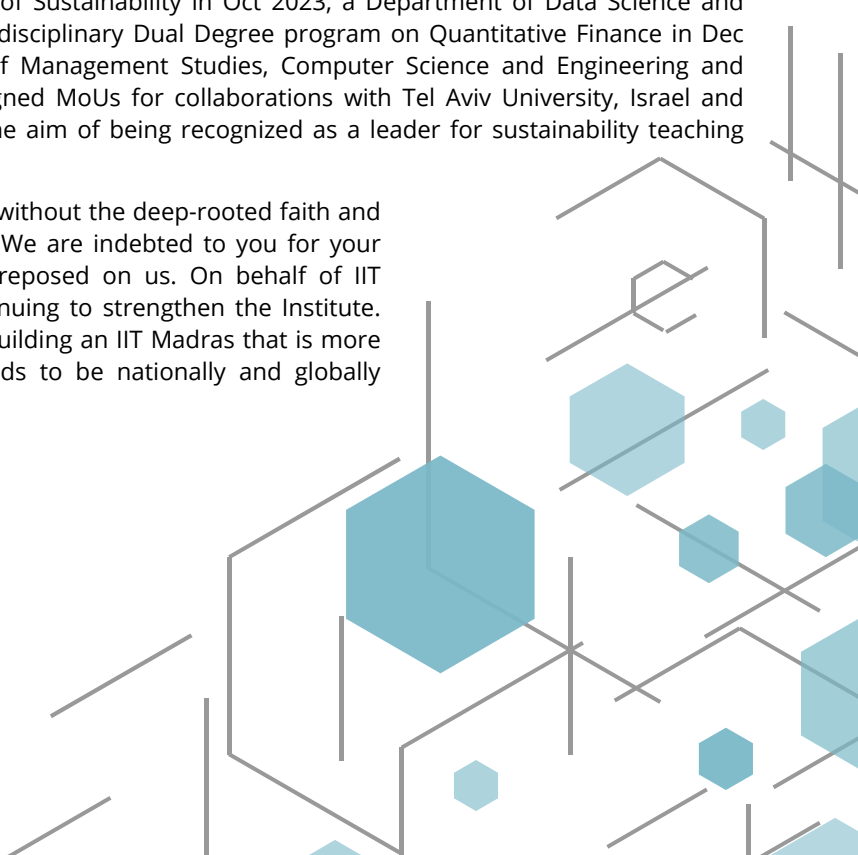 of Sustainability in Oct 2023, a Department of Data Science and
disciplinary Dual Degree program on Quantitative Finance in Dec
f Management Studies, Computer Science and Engineering and
gned MoUs for collaborations with Tel Aviv University, Israel and
ne aim of being recognized as a leader for sustainability teaching
without the deep-rooted faith and
We are indebted to you for your
reposed on us. On behalf of IIT
nuing to strengthen the Institute.
uilding an IIT Madras that is more
ds to be nationally and globally